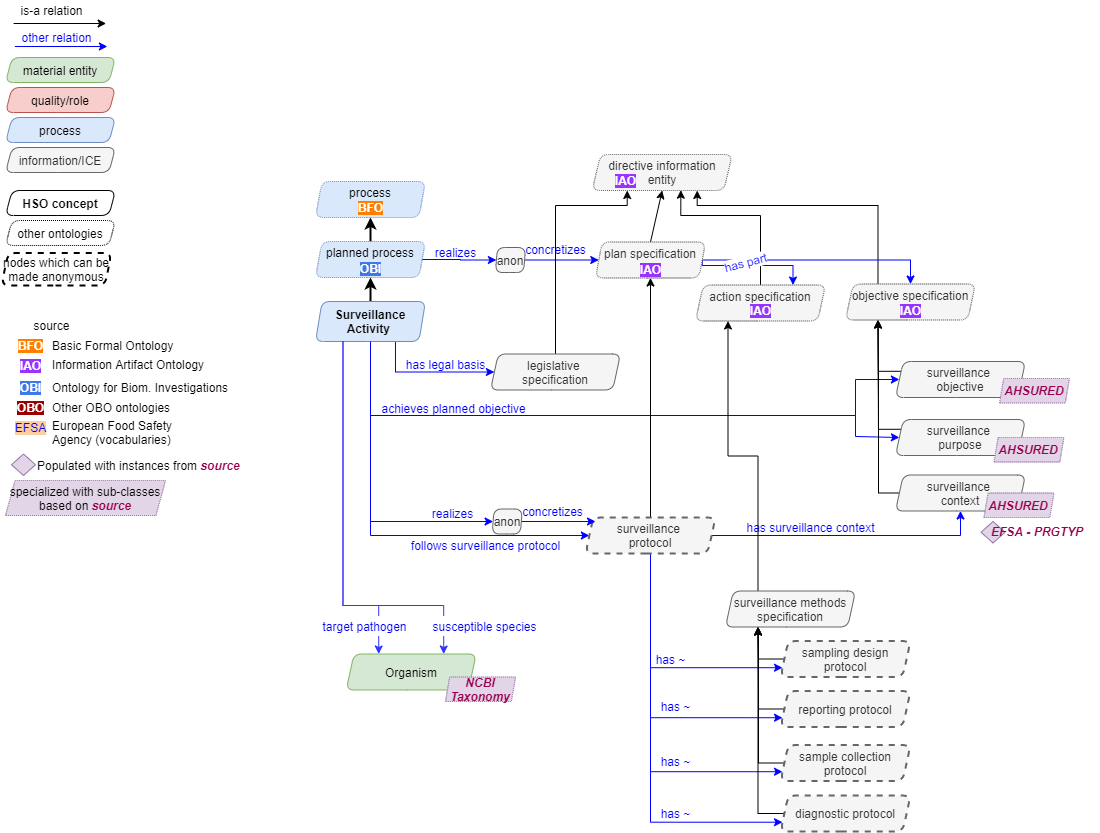 is-a relation
other relation
material entity
quality/role
process
information/ICE
HSO concept
other ontologies
nodes which can be
made anonymous
source
BFO Basic Formal Ontology
IAO Information Artifact Ontology
OBI Ontology for Biom. Investigations
OBO Other OBO ontologies
EFSA European Food Safety
Agency (vocabularies)
Populated with instances from source
specialized with sub-classes
based on source
process
BFO
planned process
OBI
Surveillance
Activity
realizes
anon
concretizes
directive information
IAO entity
plan specification
IAO
has part
action specification
IAO
objective specification
IAO
has legal basis
legislative
specification
achieves planned objective
surveillance
objective
AHSURED
surveillance
purpose
AHSURED
surveillance
context
AHSURED
EFSA - PRGTYP
realizes
anon
concretizes
follows surveillance protocol
surveillance
protocol
has surveillance context
target pathogen
susceptible species
Organism
NCBI
Taxonomy
surveillance methods
specification
has ~
sampling design
protocol
has ~
reporting protocol
has ~
sample collection
protocol
has ~
diagnostic protocol